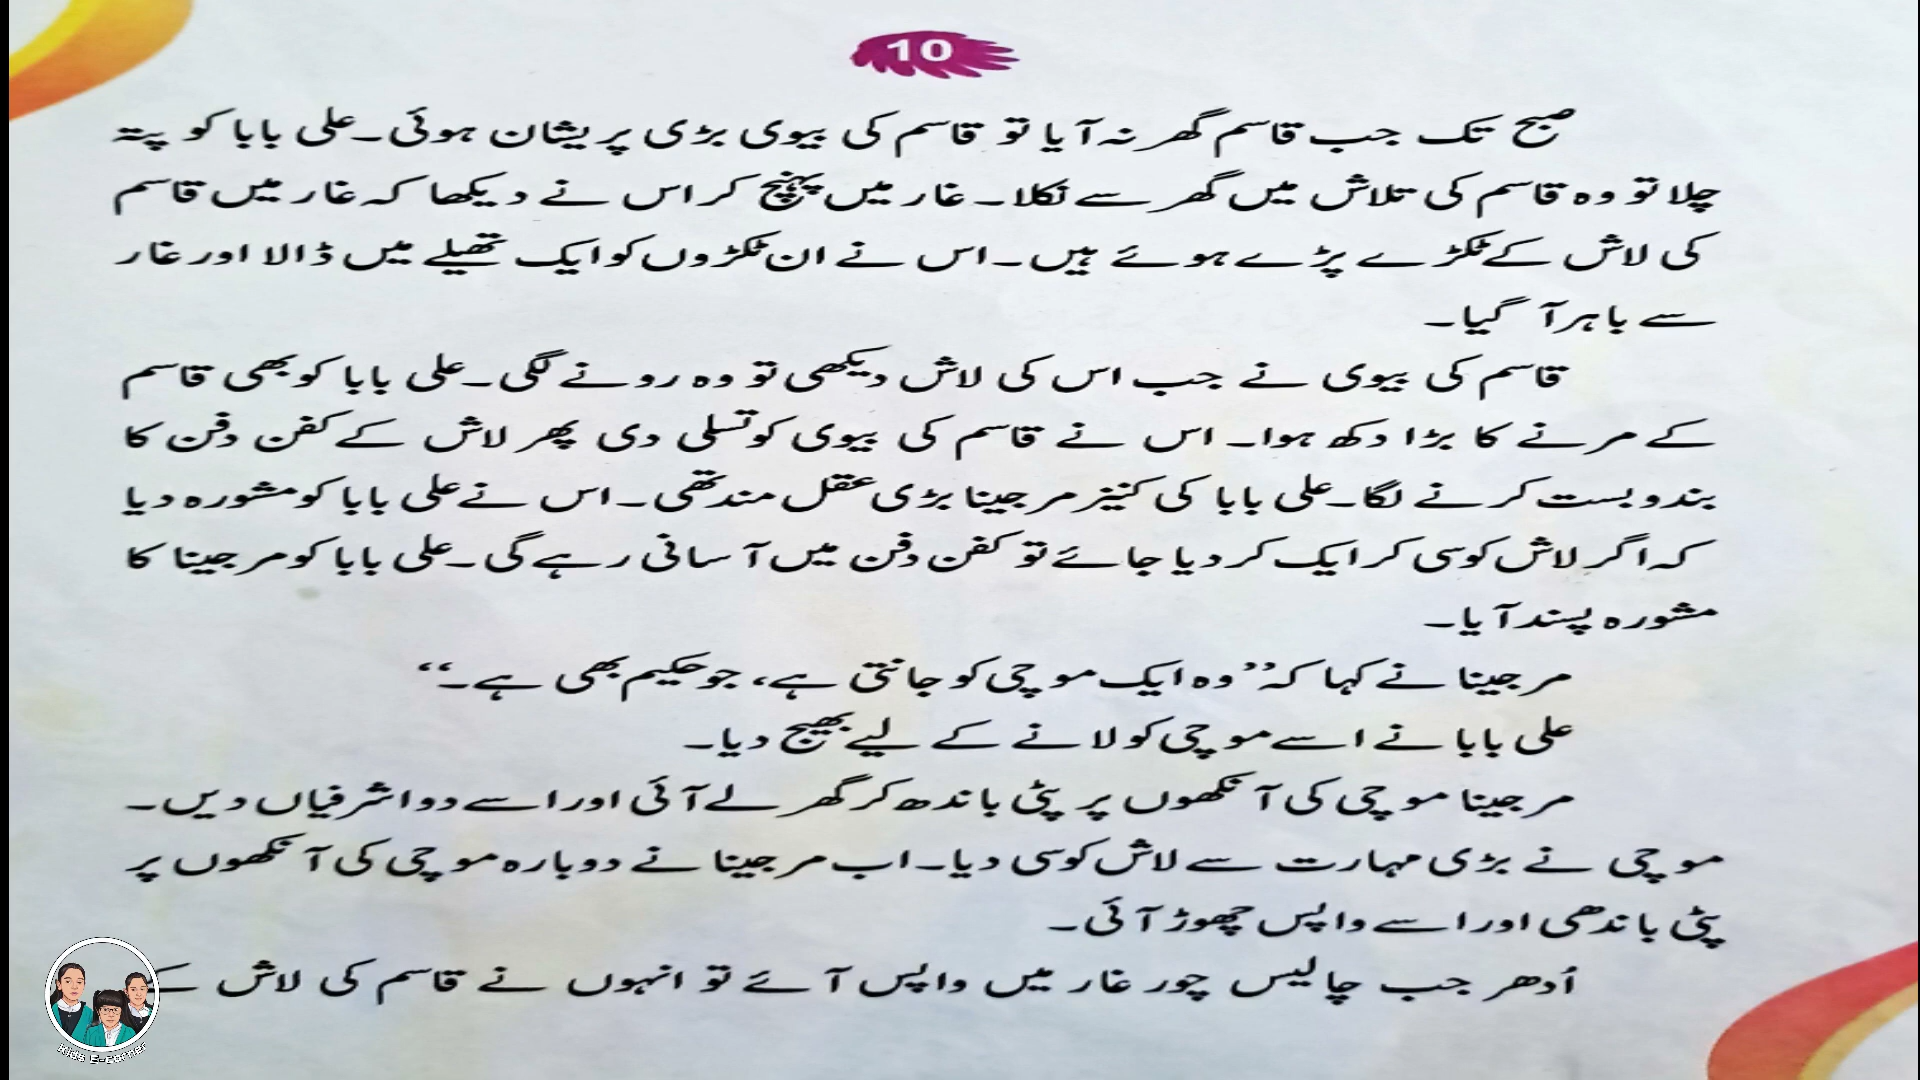 10
صبح تک جب قاسم گھر نہ آیا تو قاسم کی بیوی بڑی پریشان ہوئی۔ علی بابا کو پتہ
چلا تو وہ قاسم کی تلاش میں گھر سے نکلا۔ غار میں پہنچ کر اس نے دیکھا کہ غار میں قاسم
کی لاش کے ٹکڑے پڑے ہوئے ہیں۔ اس نے ان ٹکڑوں کو ایک تھیلے میں ڈالا اور غار
سے باہر آ گیا۔
قاسم کی بیوی نے جب اس کی لاش دیکھی تو وہ رونے لگی۔ علی بابا کو بھی قاسم
کے مرنے کا بڑا دکھ ہوا۔ اس نے قاسم کی بیوی کو تسلی دی پھر لاش کے کفن دفن کا
بندوبست کرنے لگا۔ علی بابا کی کنیز مرجینا بڑی عقل مند تھی۔ اس نے علی بابا کو مشورہ دیا
کہ اگر لاش کو سی کر ایک کر دیا جائے تو کفن دفن میں آسانی رہے گی۔ علی بابا کو مرجینا کا
مشورہ پسند آیا۔
مرجینا نے کہا کہ ”وہ ایک موچی کو جانتی ہے، جو حکیم بھی ہے۔“
علی بابا نے اسے موچی کو لانے کے لیے بھیج دیا۔
مرجینا موچی کی آنکھوں پر پٹی باندھ کر گھر لے آئی اور اسے دو اشرفیاں دیں۔
موچی نے بڑی مہارت سے لاش کو سی دیا۔ اب مرجینا نے دوبارہ موچی کی آنکھوں پر
پٹی باندھی اور اسے واپس چھوڑ آئی۔
اُدھر جب چالیس چور غار میں واپس آئے تو انہوں نے قاسم کی لاش کے
Kids E-Corner